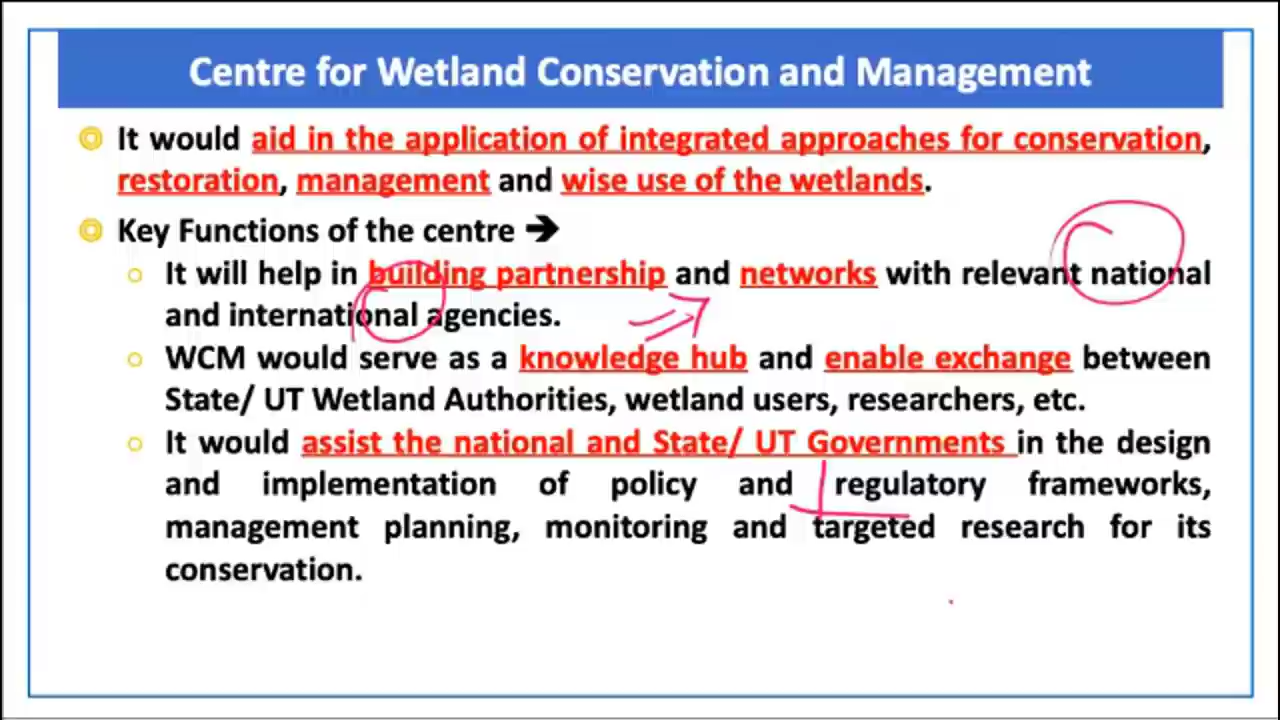 Centre for Wetland Conservation and Management
It would aid in the application of integrated approaches for conservation,
restoration, management and wise use of the wetlands.
Key Functions of the centre ➔
It will help in building partnership and networks with relevant national
and international agencies.
WCM would serve as a knowledge hub and enable exchange between
State/ UT Wetland Authorities, wetland users, researchers, etc.
It would assist the national and State/ UT Governments in the design
and implementation of policy and regulatory frameworks,
management planning, monitoring and targeted research for its
conservation.